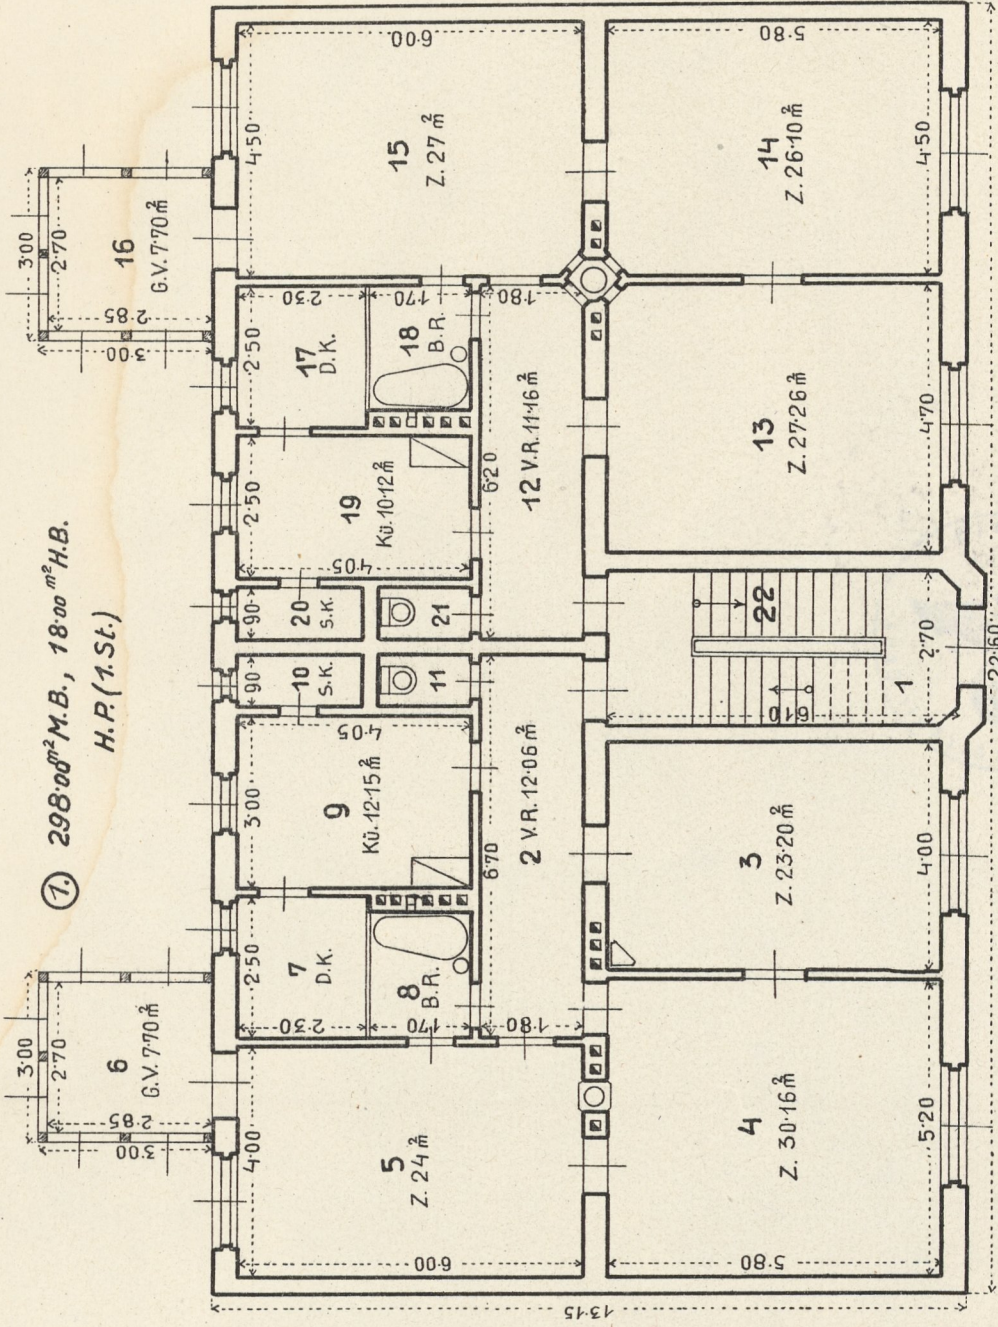 ① 298·00 m² M.B., 18·00 m² H.B.
H.P. (1. St.)
3·00
2·70
6
G.V. 7·70 m²
2·85
3·00
3·00
2·70
16
G.V. 7·70 m²
2·85
3·00
4·00
5
Z. 24 m²
6·00
2·50
7
D.K.
2·30
8
B.R.
1·70
1·80
3·00
9
Kü. 12·15 m²
4·05
90
10
S.K.
11
90
20
S.K.
21
2·50
19
Kü. 10·12 m²
4·05
2·50
17
D.K.
2·30
18
B.R.
1·70
1·80
4·50
15
Z. 27 m²
6·00
6·70
2 V.R. 12·06 m²
6·20
12 V.R. 11·16 m²
4
Z. 30·16 m²
5·80
5·20
3
Z. 23·20 m²
4·00
22
6·10
1
2·70
13
Z. 27·26 m²
4·70
14
Z. 26·10 m²
5·80
4·50
13·15
22·60